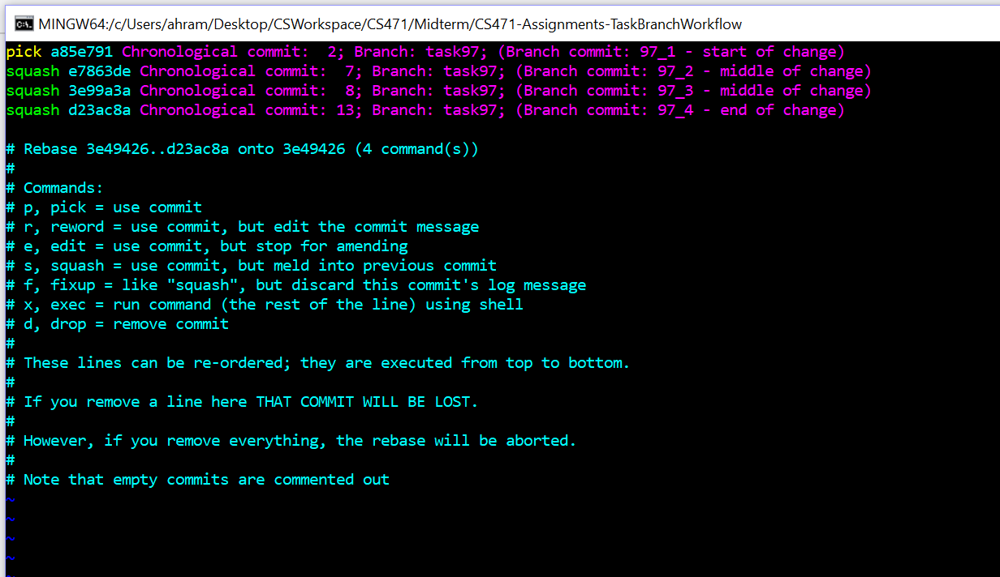 MINGW64:/c/Users/ahram/Desktop/CSWorkspace/CS471/Midterm/CS471-Assignments-TaskBranchWorkflow
pick a85e791 Chronological commit:  2; Branch: task97; (Branch commit: 97_1 - start of change)
squash e7863de Chronological commit:  7; Branch: task97; (Branch commit: 97_2 - middle of change)
squash 3e99a3a Chronological commit:  8; Branch: task97; (Branch commit: 97_3 - middle of change)
squash d23ac8a Chronological commit: 13; Branch: task97; (Branch commit: 97_4 - end of change)

# Rebase 3e49426..d23ac8a onto 3e49426 (4 command(s))
#
# Commands:
# p, pick = use commit
# r, reword = use commit, but edit the commit message
# e, edit = use commit, but stop for amending
# s, squash = use commit, but meld into previous commit
# f, fixup = like "squash", but discard this commit's log message
# x, exec = run command (the rest of the line) using shell
# d, drop = remove commit
#
# These lines can be re-ordered; they are executed from top to bottom.
#
# If you remove a line here THAT COMMIT WILL BE LOST.
#
# However, if you remove everything, the rebase will be aborted.
#
# Note that empty commits are commented out
~
~
~
~